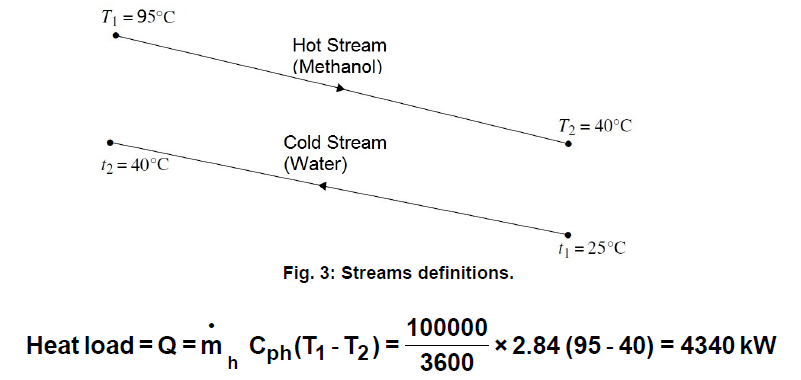 T₁ = 95°C
Hot Stream
(Methanol)
T₂ = 40°C
Cold Stream
(Water)
t₂ = 40°C
t₁ = 25°C
Fig. 3: Streams definitions.
Heat load = Q = ṁ h Cph(T₁ - T₂) = 100000/3600 × 2.84 (95 - 40) = 4340 kW